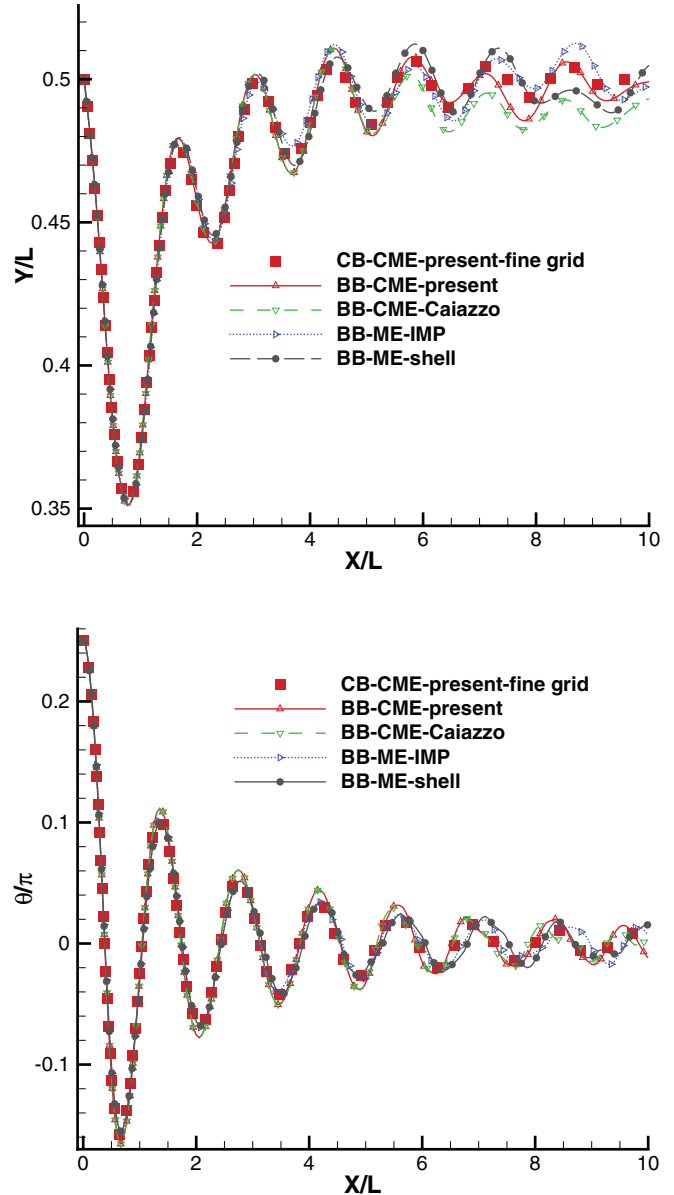 0.5
0.45
0.4
0.35
Y/L
CB-CME-present-fine grid
BB-CME-present
BB-CME-Caiazzo
BB-ME-IMP
BB-ME-shell
0 2 4 6 8 10
X/L
0.2
0.1
0
-0.1
θ/π
CB-CME-present-fine grid
BB-CME-present
BB-CME-Caiazzo
BB-ME-IMP
BB-ME-shell
0 2 4 6 8 10
X/L